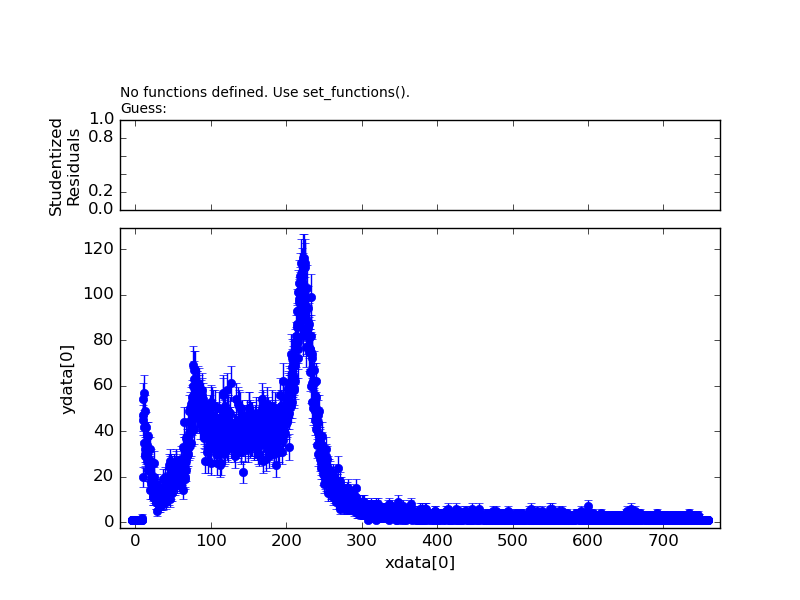 No functions defined. Use set_functions().
Guess:
Studentized
Residuals
1.0
0.8
0.2
0.0
ydata[0]
120
100
80
60
40
20
0
0 100 200 300 400 500 600 700
xdata[0]